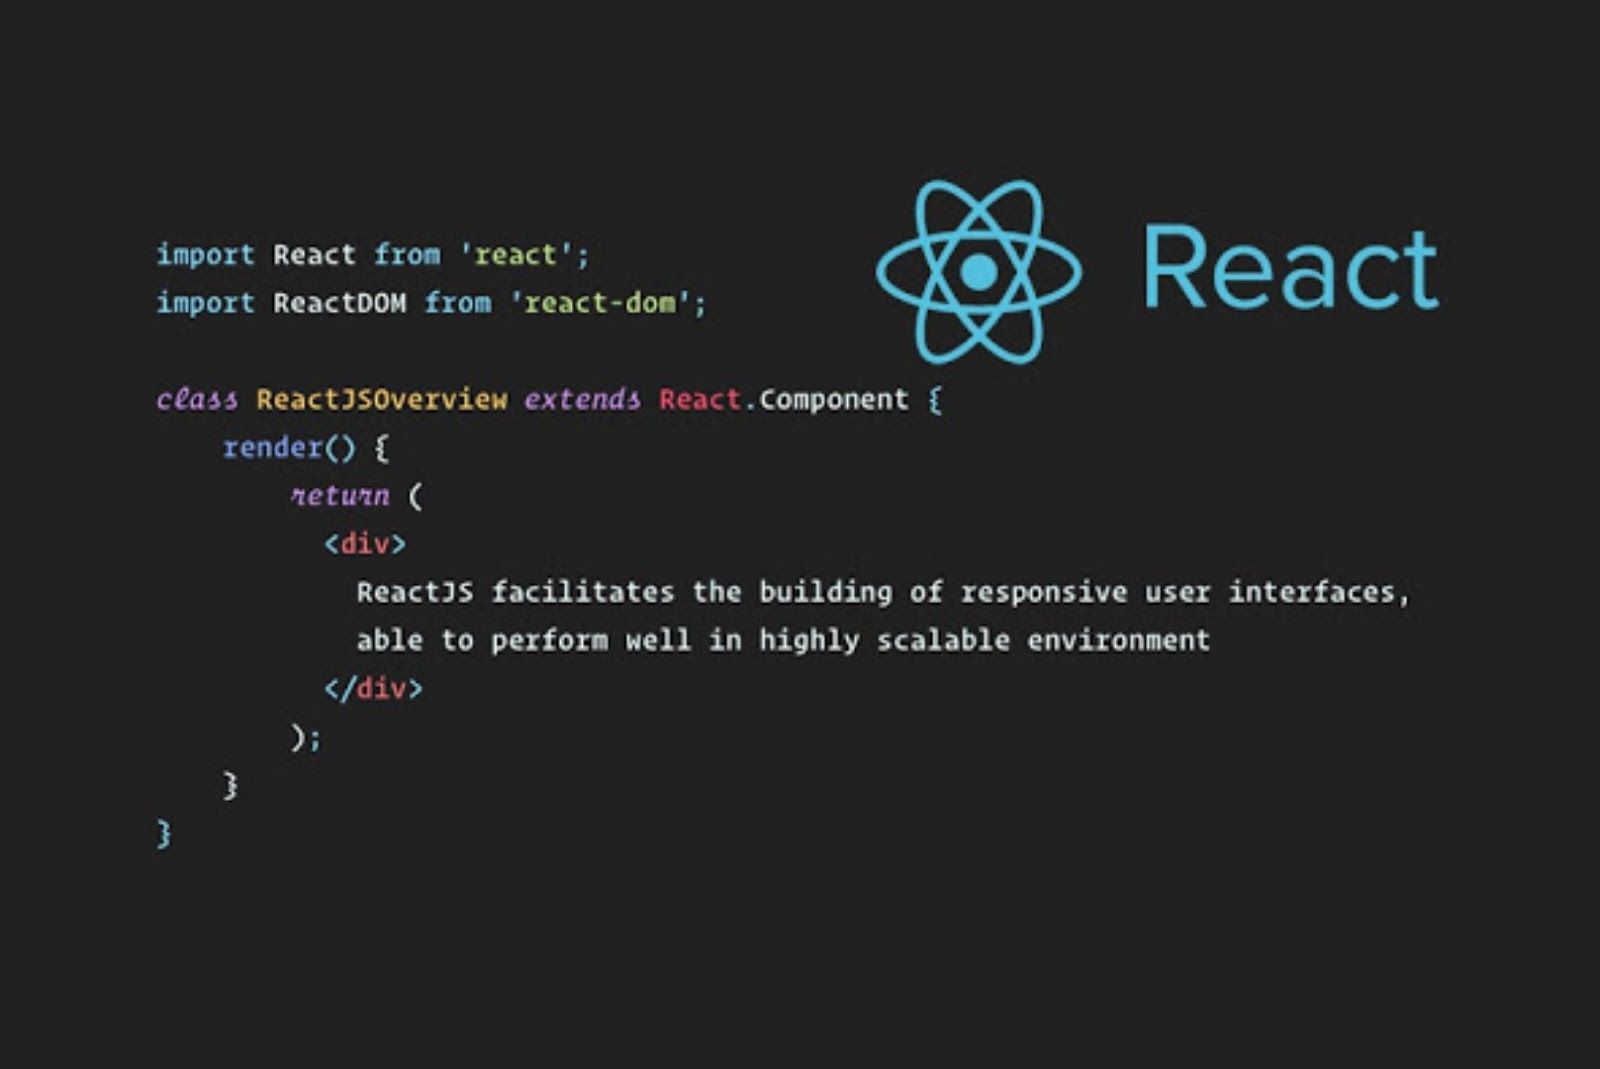 import React from 'react';
import ReactDOM from 'react-dom';
React
class ReactJSOverview extends React.Component {
render() {
return (
<div>
ReactJS facilitates the building of responsive user interfaces,
able to perform well in highly scalable environment
</div>
);
}
}